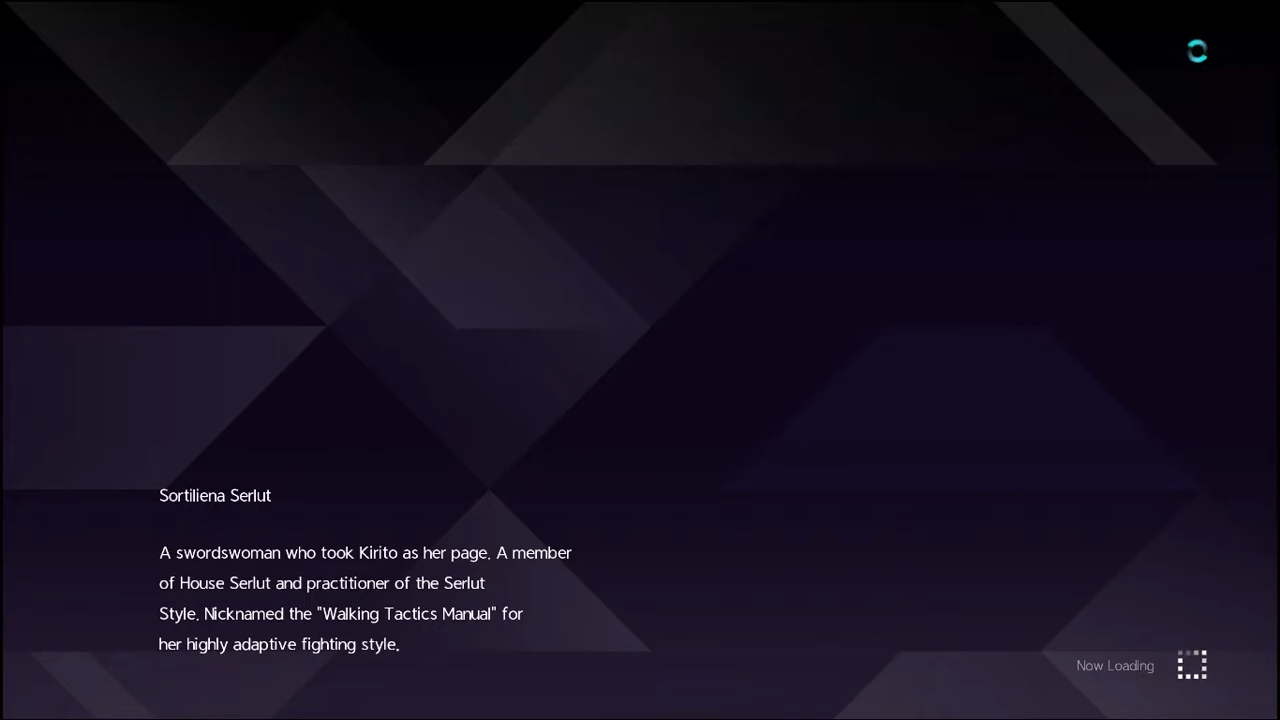 Sortiliena Serlut
A swordswoman who took Kirito as her page. A member
of House Serlut and practitioner of the Serlut
Style. Nicknamed the "Walking Tactics Manual" for
her highly adaptive fighting style.
Now Loading